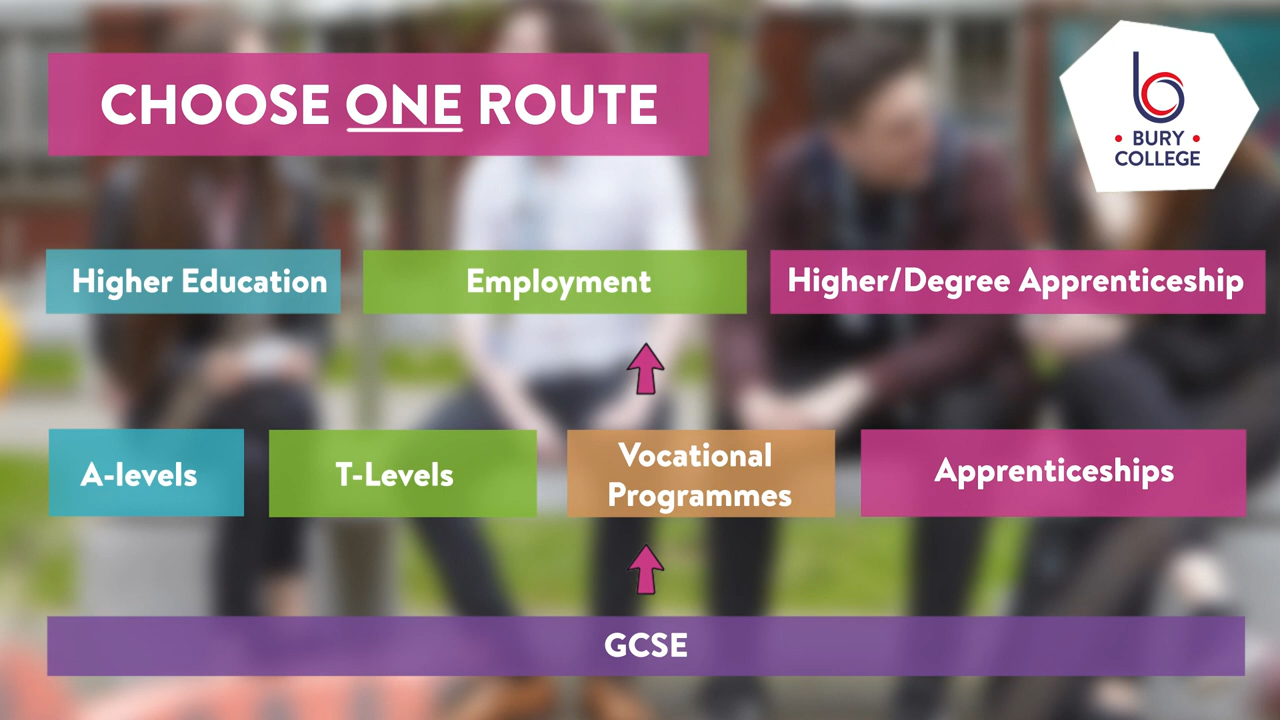 CHOOSE ONE ROUTE
• BURY •
COLLEGE
Higher Education
Employment
Higher/Degree Apprenticeship
A-levels
T-Levels
Vocational
Programmes
Apprenticeships
GCSE